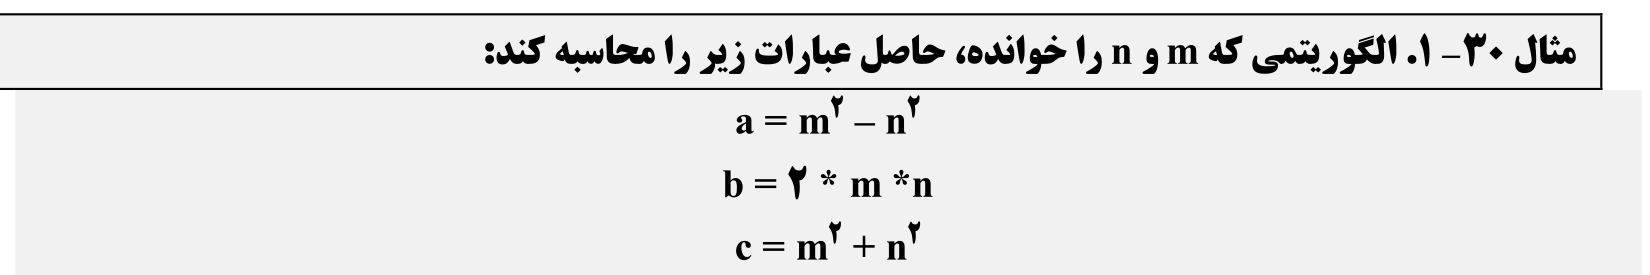 مثال ۳۰-۱. الگوریتمی که m و n را خوانده، حاصل عبارات زیر را محاسبه کند:
a = m^۲ – n^۲
b = ۲ * m *n
c = m^۲ + n^۲